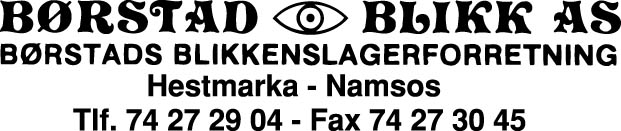 BØRSTAD BLIKK AS
BØRSTADS BLIKKENSLAGERFORRETNING
Hestmarka - Namsos
Tlf. 74 27 29 04 - Fax 74 27 30 45